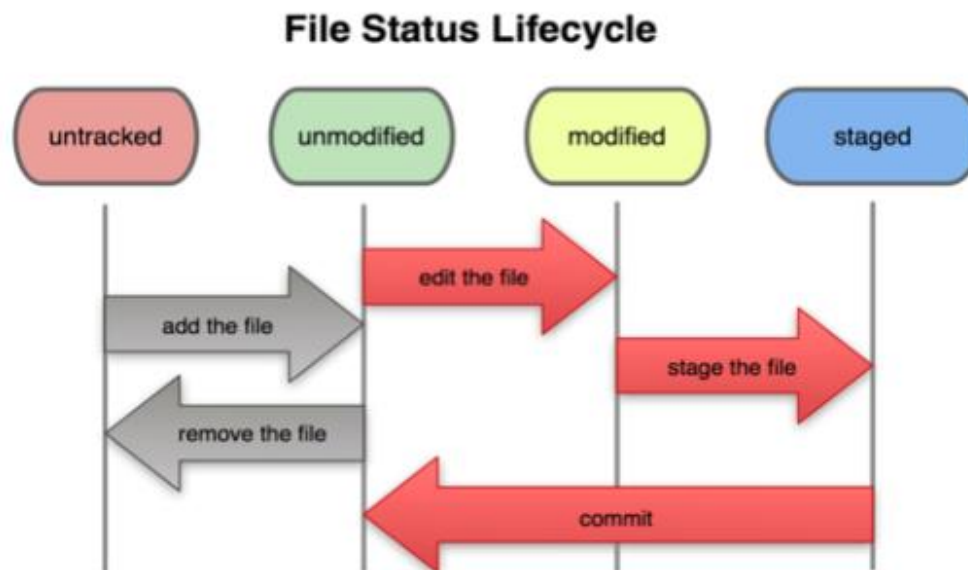 File Status Lifecycle
untracked
unmodified
modified
staged
edit the file
add the file
stage the file
remove the file
commit